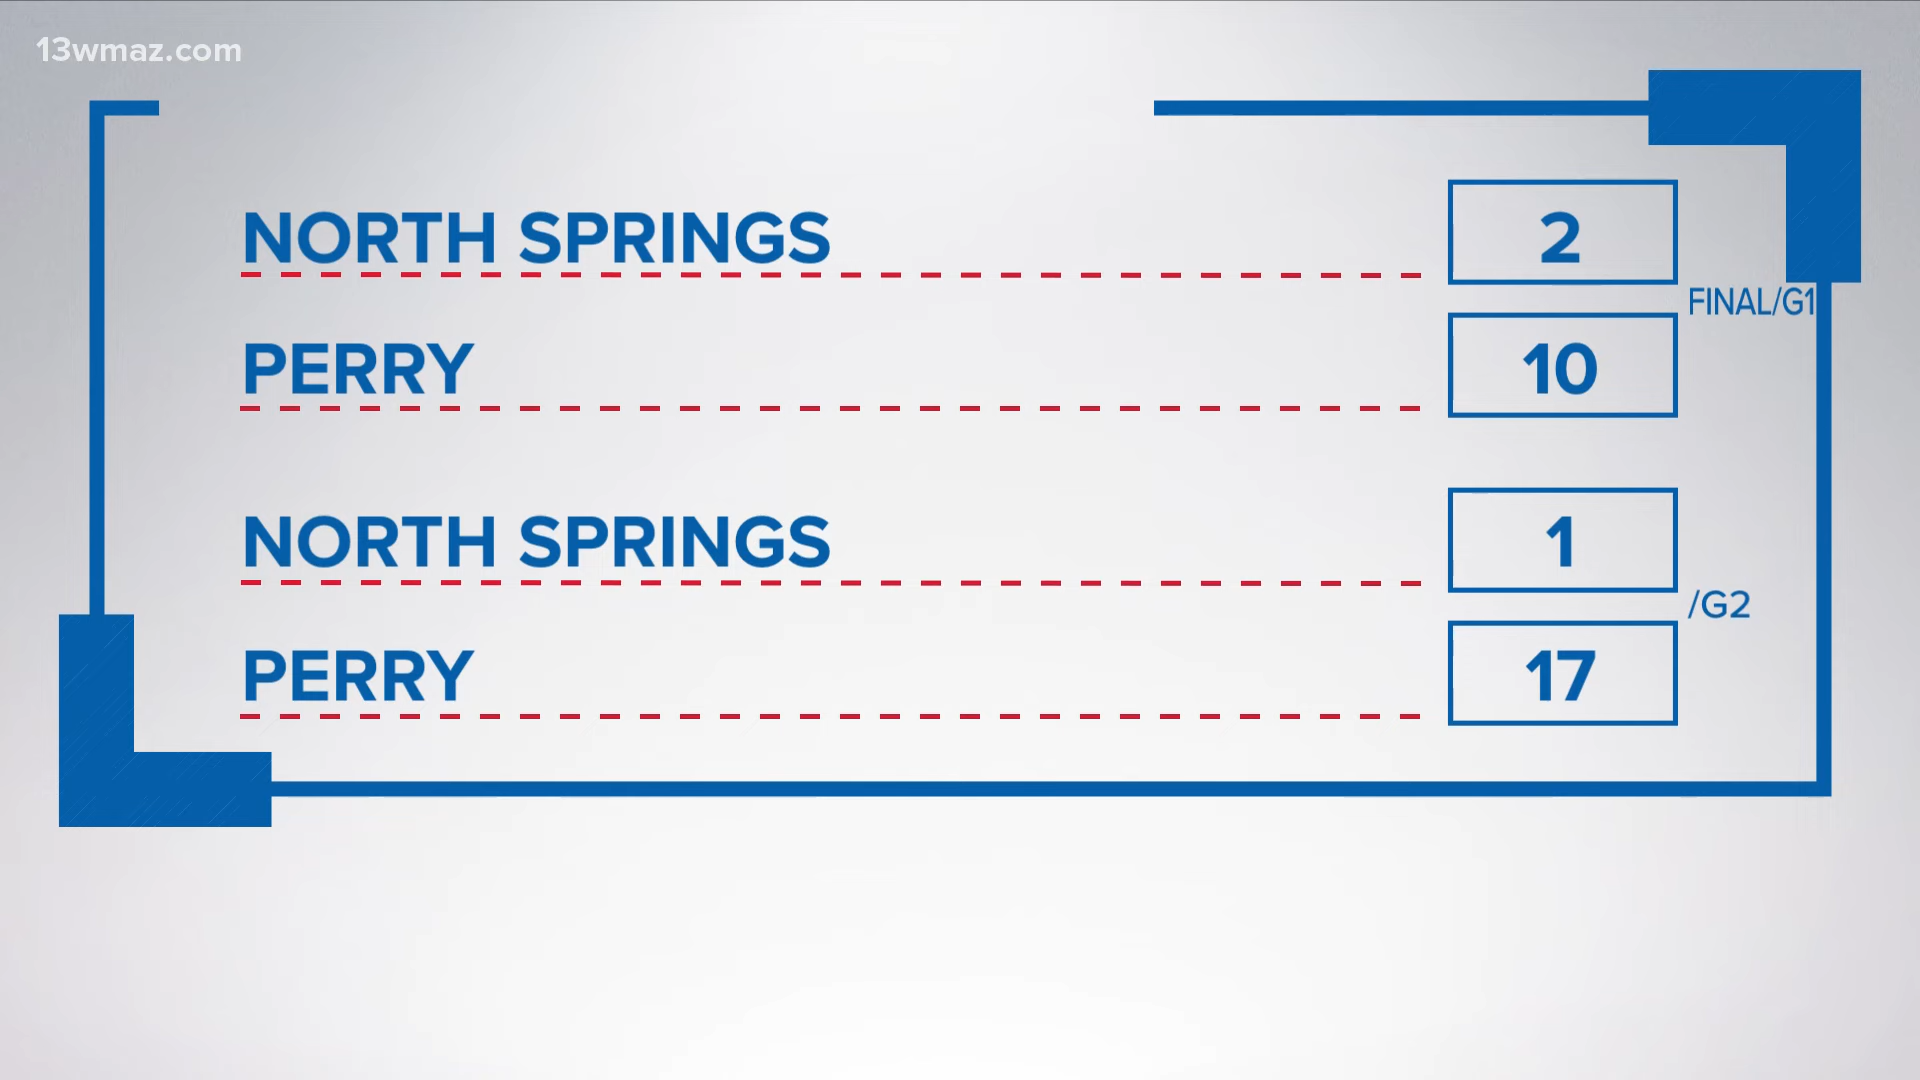 13wmaz.com
NORTH SPRINGS 2
FINAL/G1
PERRY 10
NORTH SPRINGS 1
/G2
PERRY 17